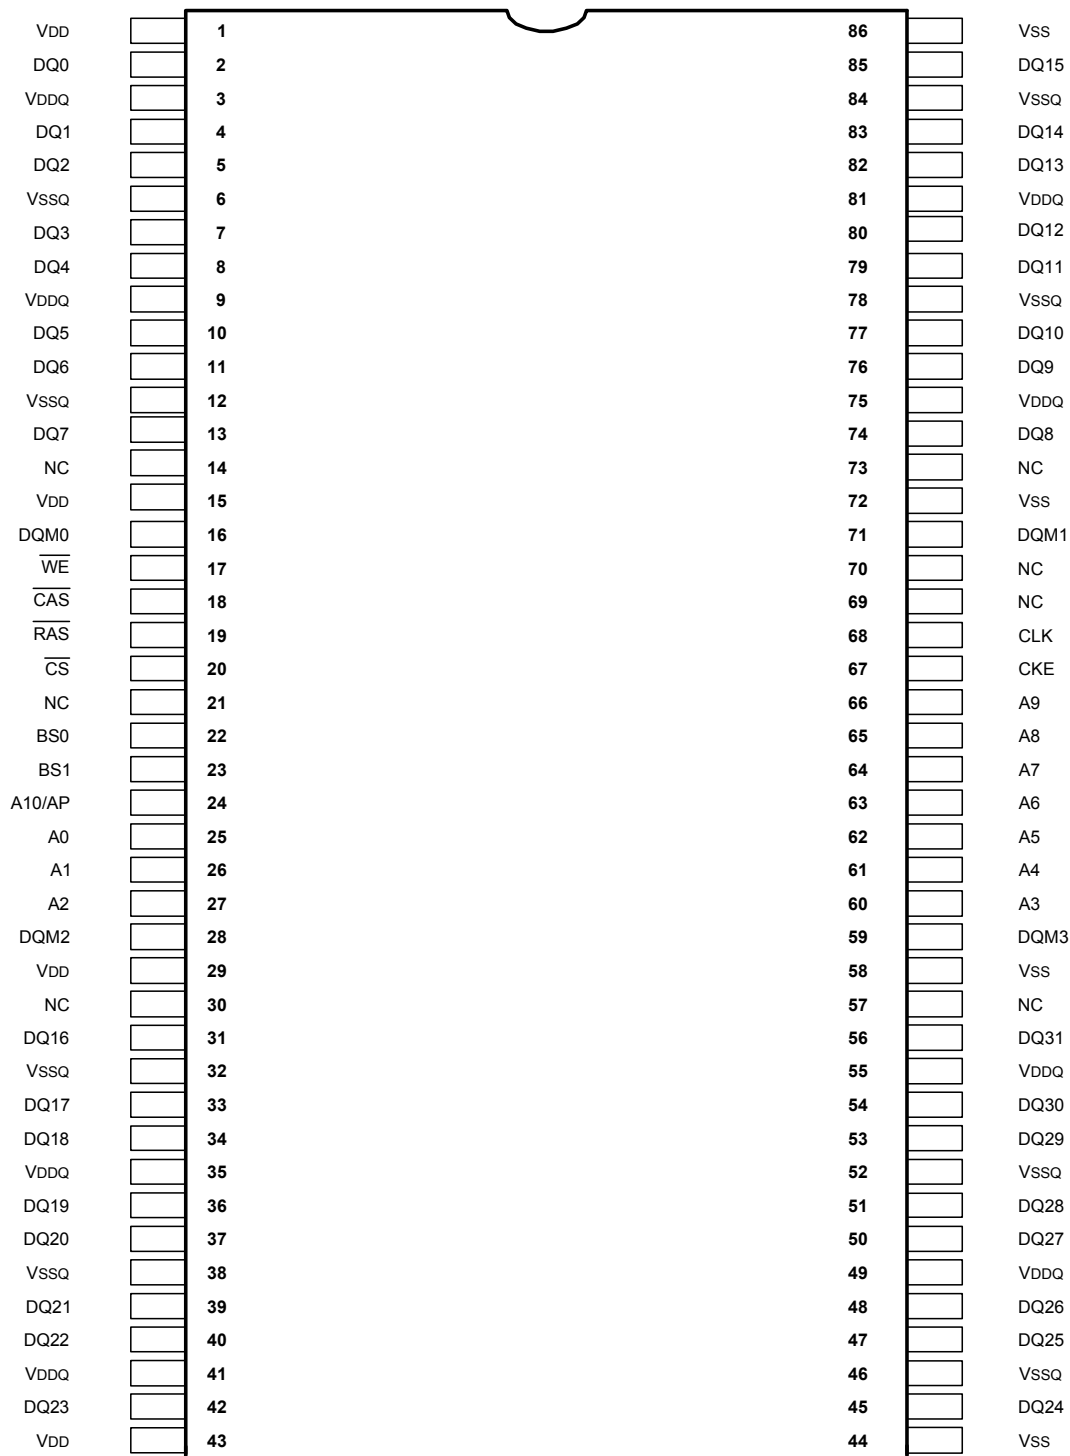 VDD 1 86 VSS
DQ0 2 85 DQ15
VDDQ 3 84 VSSQ
DQ1 4 83 DQ14
DQ2 5 82 DQ13
VSSQ 6 81 VDDQ
DQ3 7 80 DQ12
DQ4 8 79 DQ11
VDDQ 9 78 VSSQ
DQ5 10 77 DQ10
DQ6 11 76 DQ9
VSSQ 12 75 VDDQ
DQ7 13 74 DQ8
NC 14 73 NC
VDD 15 72 VSS
DQM0 16 71 DQM1
W̅E̅ 17 70 NC
C̅A̅S̅ 18 69 NC
R̅A̅S̅ 19 68 CLK
C̅S̅ 20 67 CKE
NC 21 66 A9
BS0 22 65 A8
BS1 23 64 A7
A10/AP 24 63 A6
A0 25 62 A5
A1 26 61 A4
A2 27 60 A3
DQM2 28 59 DQM3
VDD 29 58 VSS
NC 30 57 NC
DQ16 31 56 DQ31
VSSQ 32 55 VDDQ
DQ17 33 54 DQ30
DQ18 34 53 DQ29
VDDQ 35 52 VSSQ
DQ19 36 51 DQ28
DQ20 37 50 DQ27
VSSQ 38 49 VDDQ
DQ21 39 48 DQ26
DQ22 40 47 DQ25
VDDQ 41 46 VSSQ
DQ23 42 45 DQ24
VDD 43 44 VSS